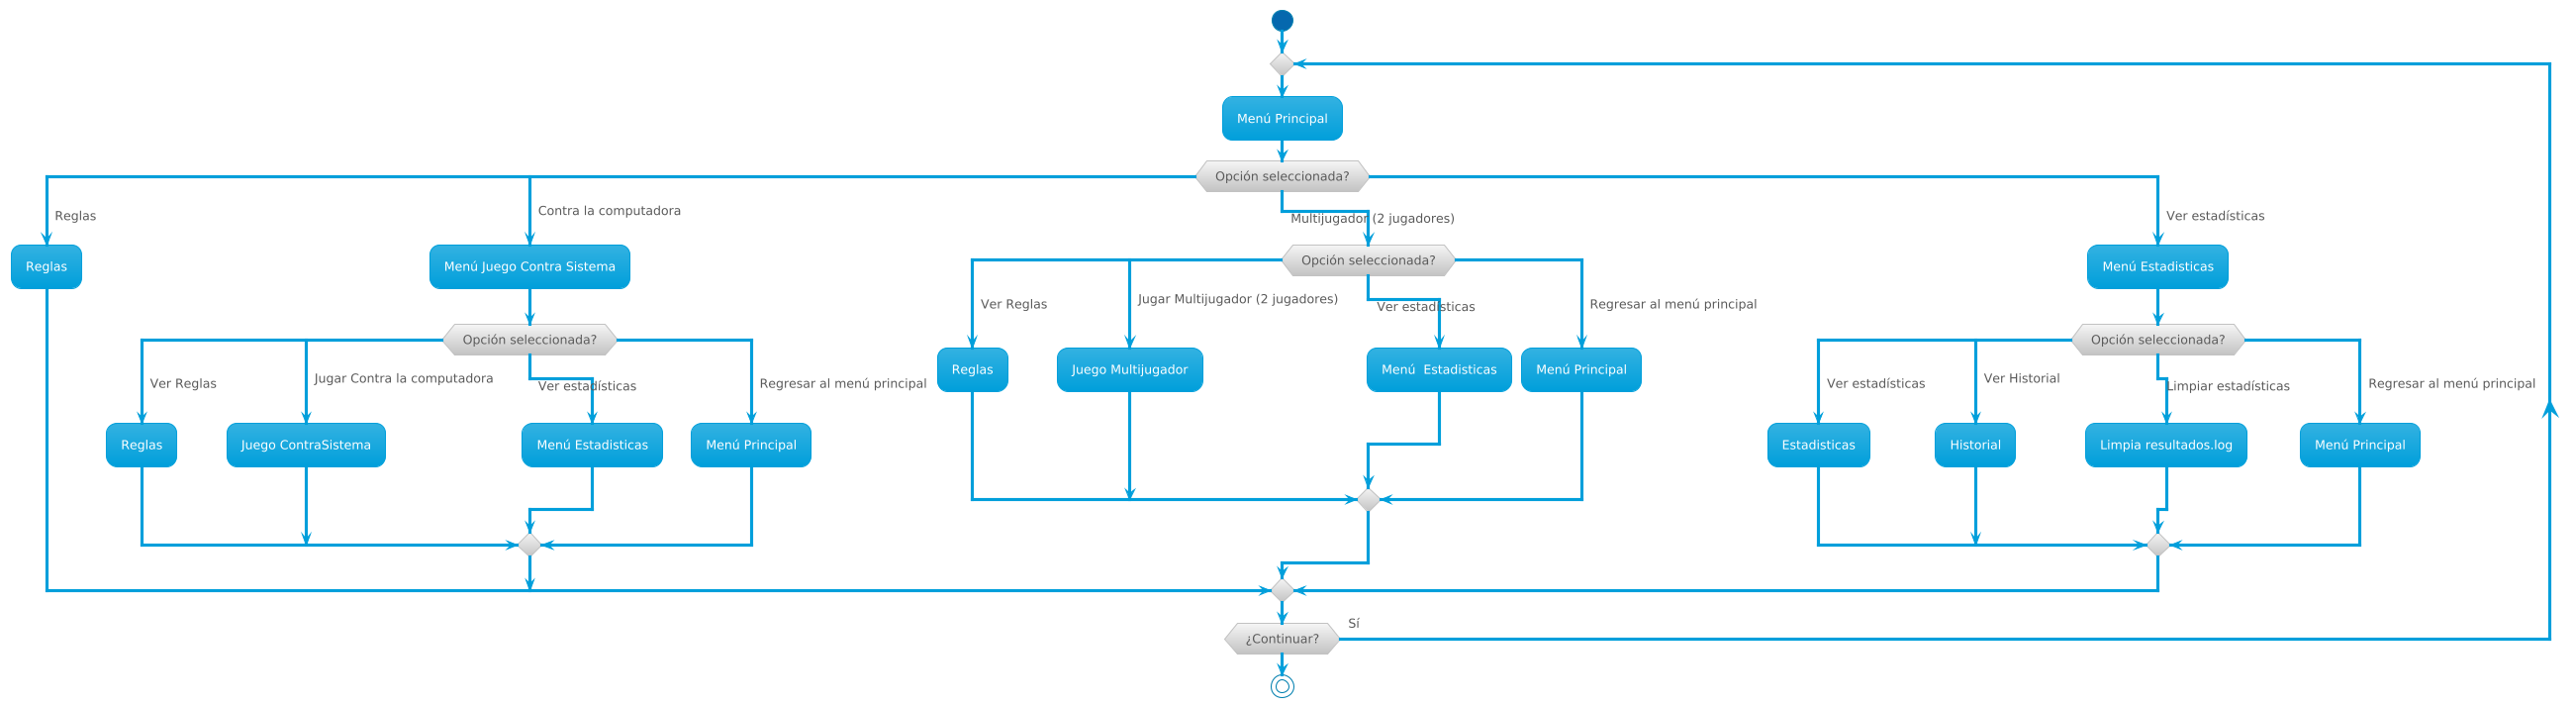 Menú Principal
Opción seleccionada?
Reglas
Contra la computadora
Multijugador (2 jugadores)
Ver estadísticas
Reglas
Menú Juego Contra Sistema
Opción seleccionada?
Menú Estadisticas
Ver Reglas
Jugar Multijugador (2 jugadores)
Ver estadísticas
Regresar al menú principal
Opción seleccionada?
Opción seleccionada?
Reglas
Juego Multijugador
Menú  Estadisticas
Menú Principal
Ver Reglas
Jugar Contra la computadora
Ver estadísticas
Regresar al menú principal
Ver estadísticas
Ver Historial
Limpiar estadísticas
Regresar al menú principal
Reglas
Juego ContraSistema
Menú Estadisticas
Menú Principal
Estadisticas
Historial
Limpia resultados.log
Menú Principal
Sí
¿Continuar?